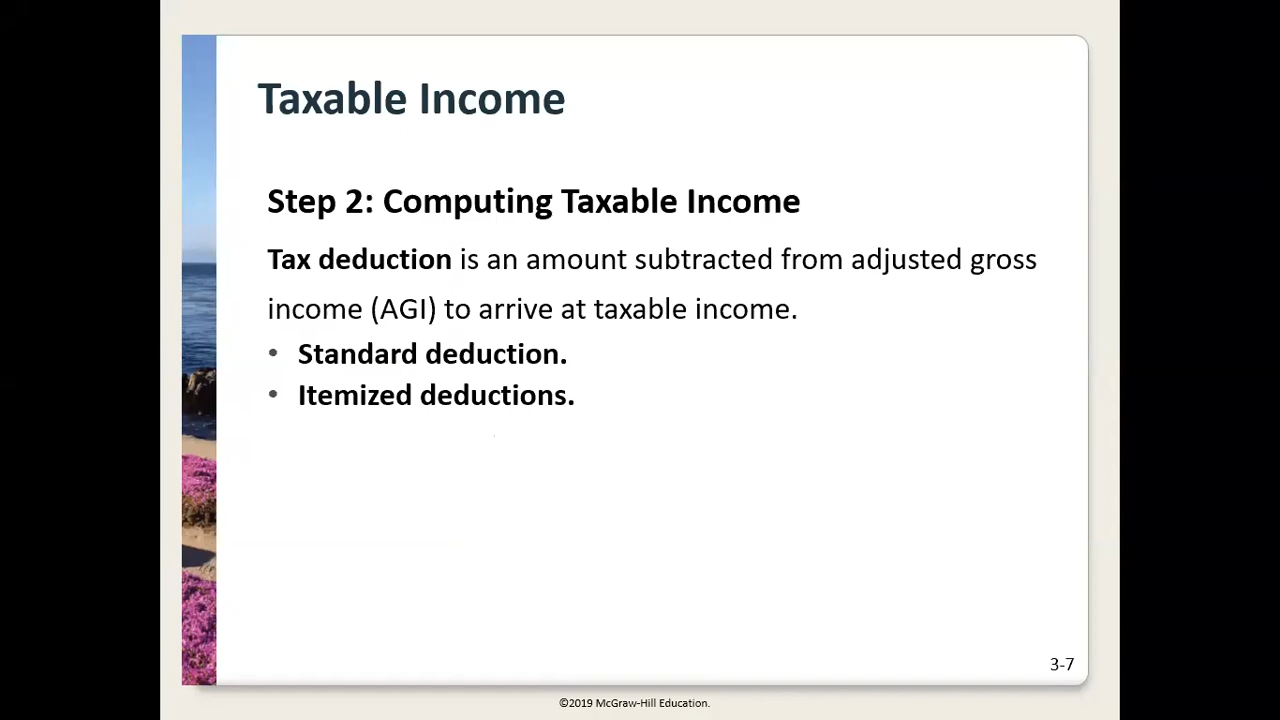 Taxable Income
Step 2: Computing Taxable Income
Tax deduction is an amount subtracted from adjusted gross
income (AGI) to arrive at taxable income.
• Standard deduction.
• Itemized deductions.
3-7
©2019 McGraw-Hill Education.